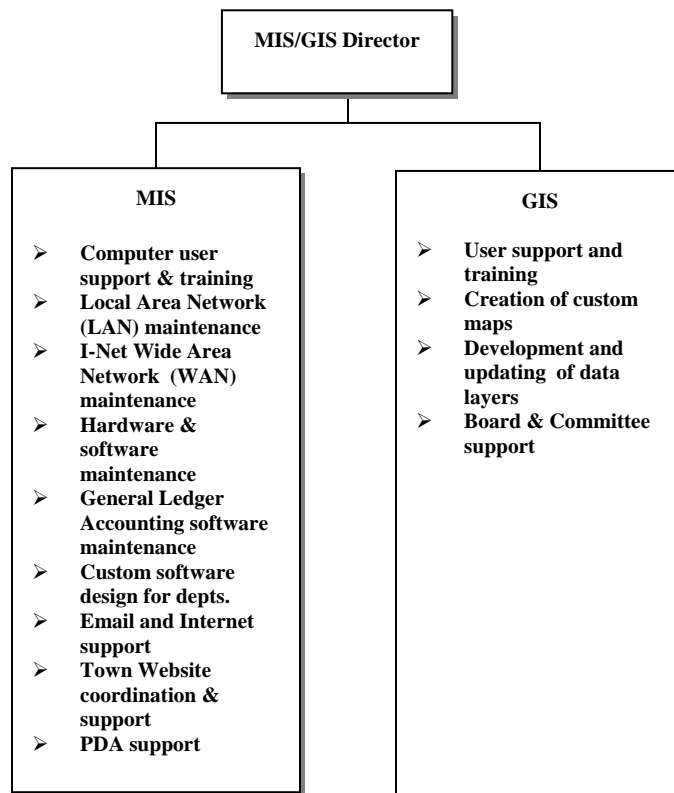 MIS/GIS Director
MIS
➢ Computer user
support & training
➢ Local Area Network
(LAN) maintenance
➢ I-Net Wide Area
Network (WAN)
maintenance
➢ Hardware &
software
maintenance
➢ General Ledger
Accounting software
maintenance
➢ Custom software
design for depts.
➢ Email and Internet
support
➢ Town Website
coordination &
support
➢ PDA support
GIS
➢ User support and
training
➢ Creation of custom
maps
➢ Development and
updating of data
layers
➢ Board & Committee
support